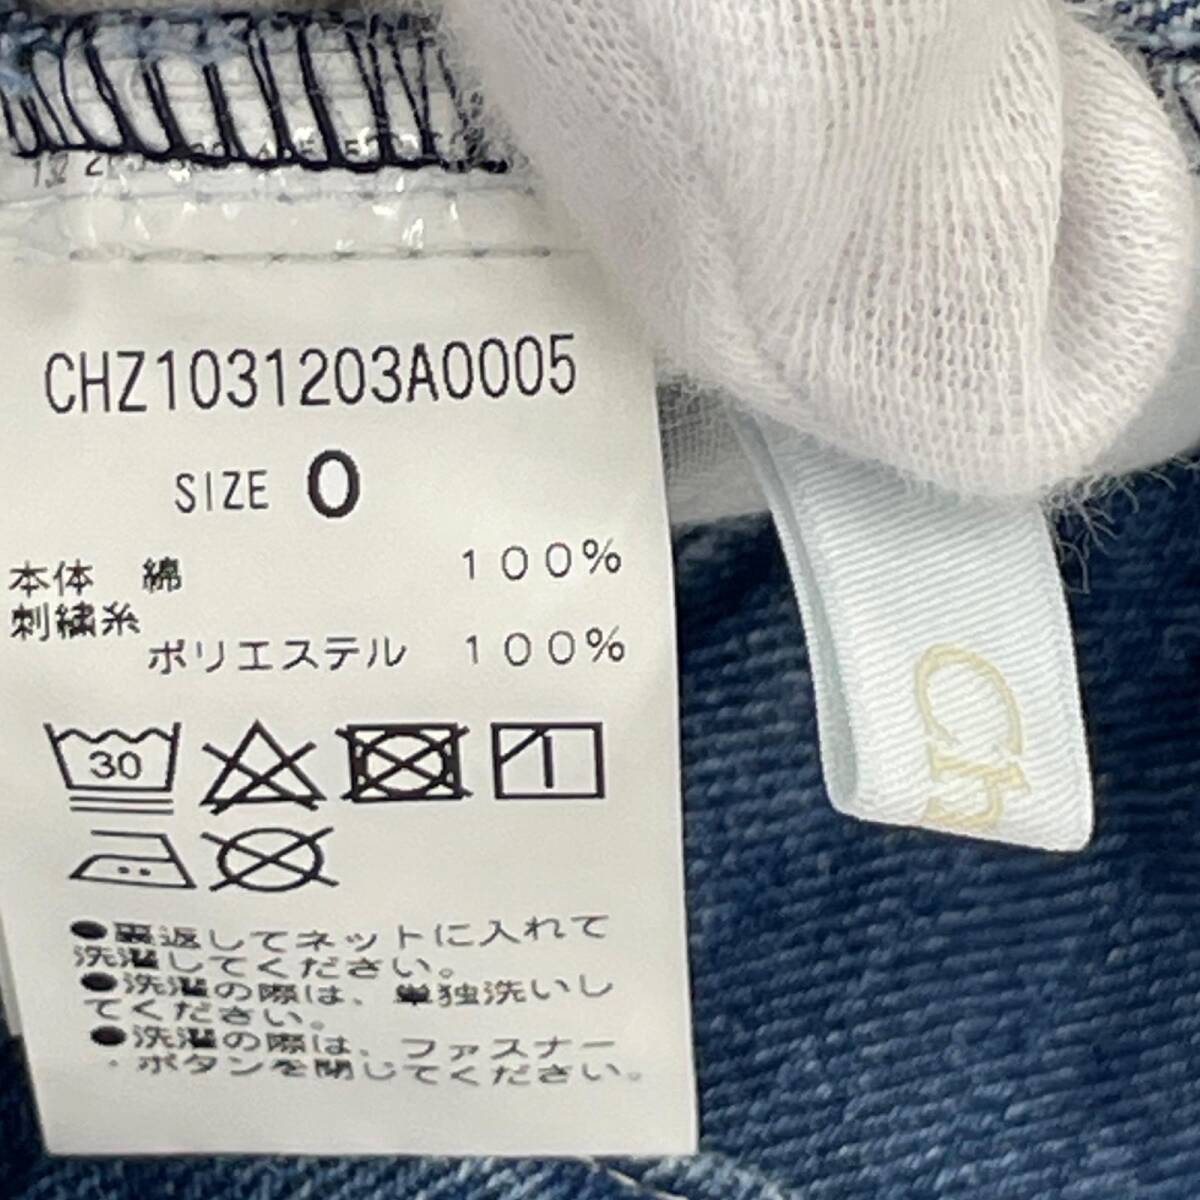 CHZ1031203A0005
SIZE 0
本体 綿 100%
刺繍糸
ポリエステル 100%
30
●裏返してネットに入れて
洗濯してください。
●洗濯の際は、単独洗いし
てください。
●洗濯の際は、ファスナー
・ボタンを閉じてください。
Ch